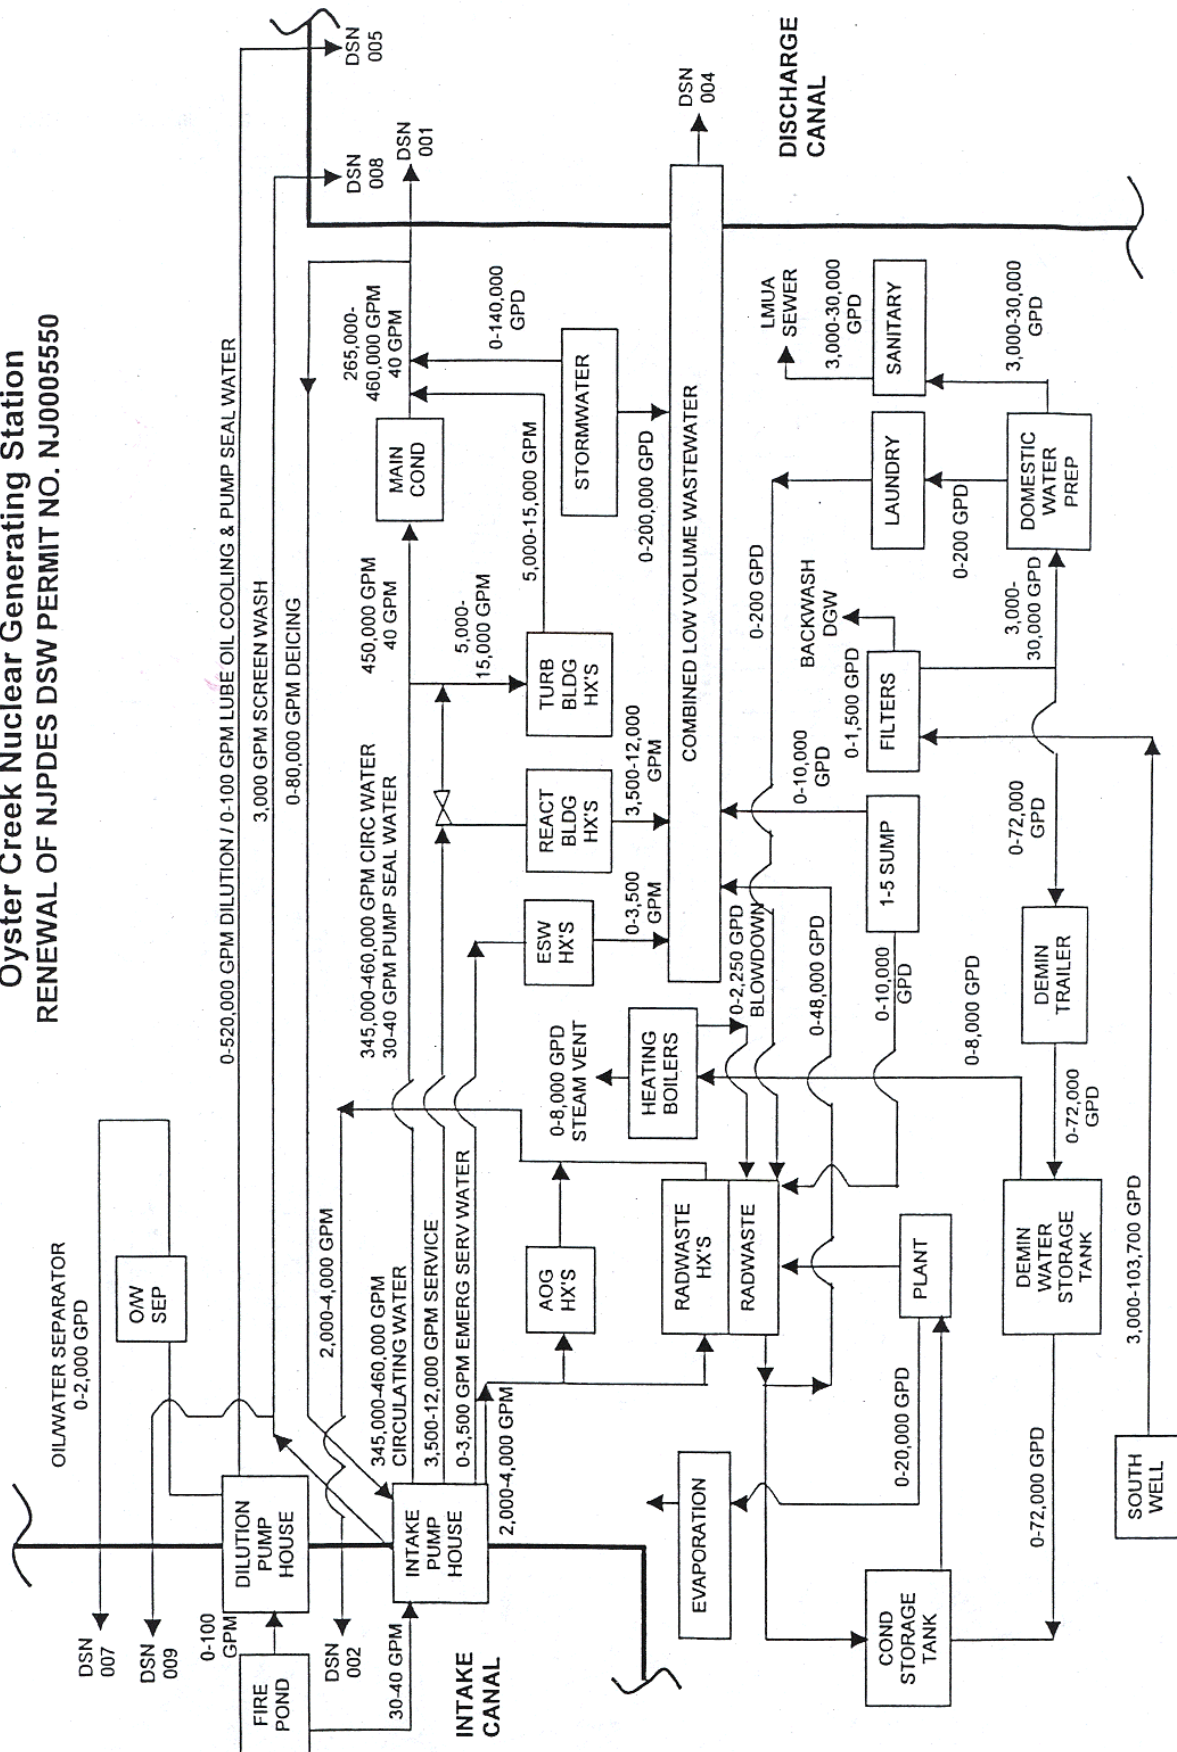 Oyster Creek Nuclear Generating Station
RENEWAL OF NJPDES DSW PERMIT NO. NJ0005550
OIL/WATER SEPARATOR
0-2,000 GPD
DSN
007
O/W
SEP
DSN
009
0-100
GPM
DILUTION
PUMP
HOUSE
FIRE
POND
DSN
002
30-40 GPM
INTAKE
PUMP
HOUSE
INTAKE
CANAL
0-520,000 GPM DILUTION / 0-100 GPM LUBE OIL COOLING & PUMP SEAL WATER
3,000 GPM SCREEN WASH
0-80,000 GPM DEICING
DSN
005
DSN
008
DSN
001
2,000-4,000 GPM
345,000-460,000 GPM
CIRCULATING WATER
3,500-12,000 GPM SERVICE
0-3,500 GPM EMERG SERV WATER
2,000-4,000 GPM
345,000-460,000 GPM CIRC WATER
30-40 GPM PUMP SEAL WATER
450,000 GPM
40 GPM
MAIN
COND
265,000-
460,000 GPM
40 GPM
5,000-
15,000 GPM
5,000-15,000 GPM
0-140,000
GPD
STORMWATER
0-200,000 GPD
TURB
BLDG
HX'S
REACT
BLDG
HX'S
3,500-12,000
GPM
ESW
HX'S
0-3,500
GPM
COMBINED LOW VOLUME WASTEWATER
DSN
004
DISCHARGE
CANAL
AOG
HX'S
0-8,000 GPD
STEAM VENT
HEATING
BOILERS
0-2,250 GPD
BLOWDOWN
RADWASTE
HX'S
RADWASTE
0-48,000 GPD
0-10,000
GPD
0-10,000
GPD
1-5 SUMP
0-200 GPD
BACKWASH
DGW
0-1,500 GPD
FILTERS
LMUA
SEWER
3,000-30,000
GPD
SANITARY
LAUNDRY
0-200 GPD
3,000-30,000
GPD
DOMESTIC
WATER
PREP
3,000-
30,000 GPD
0-72,000
GPD
DEMIN
TRAILER
0-8,000 GPD
0-72,000
GPD
DEMIN
WATER
STORAGE
TANK
PLANT
0-20,000 GPD
EVAPORATION
COND
STORAGE
TANK
0-72,000 GPD
3,000-103,700 GPD
SOUTH
WELL